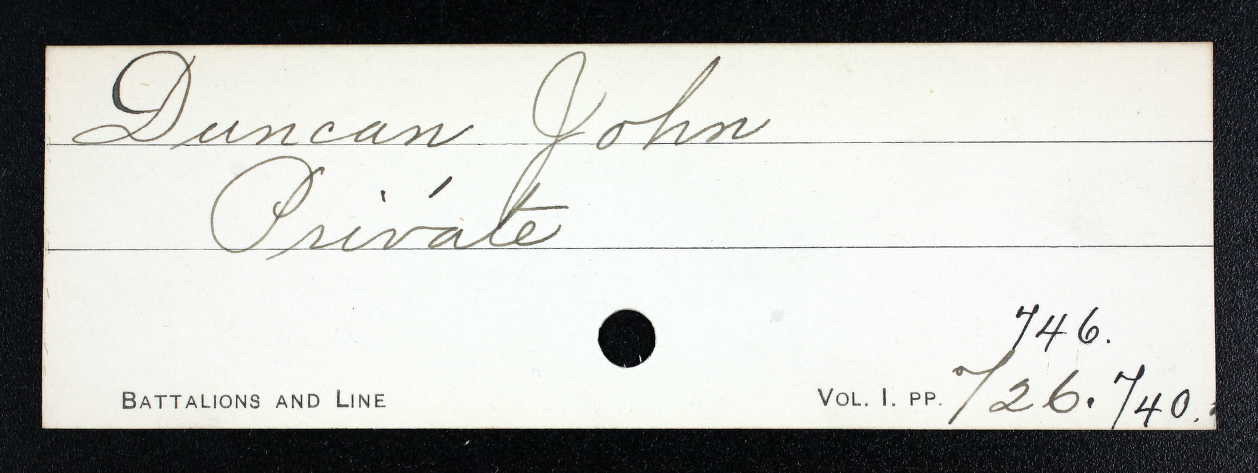 Duncan John
Private
746.
BATTALIONS AND LINE VOL. I. PP. 726. 740.